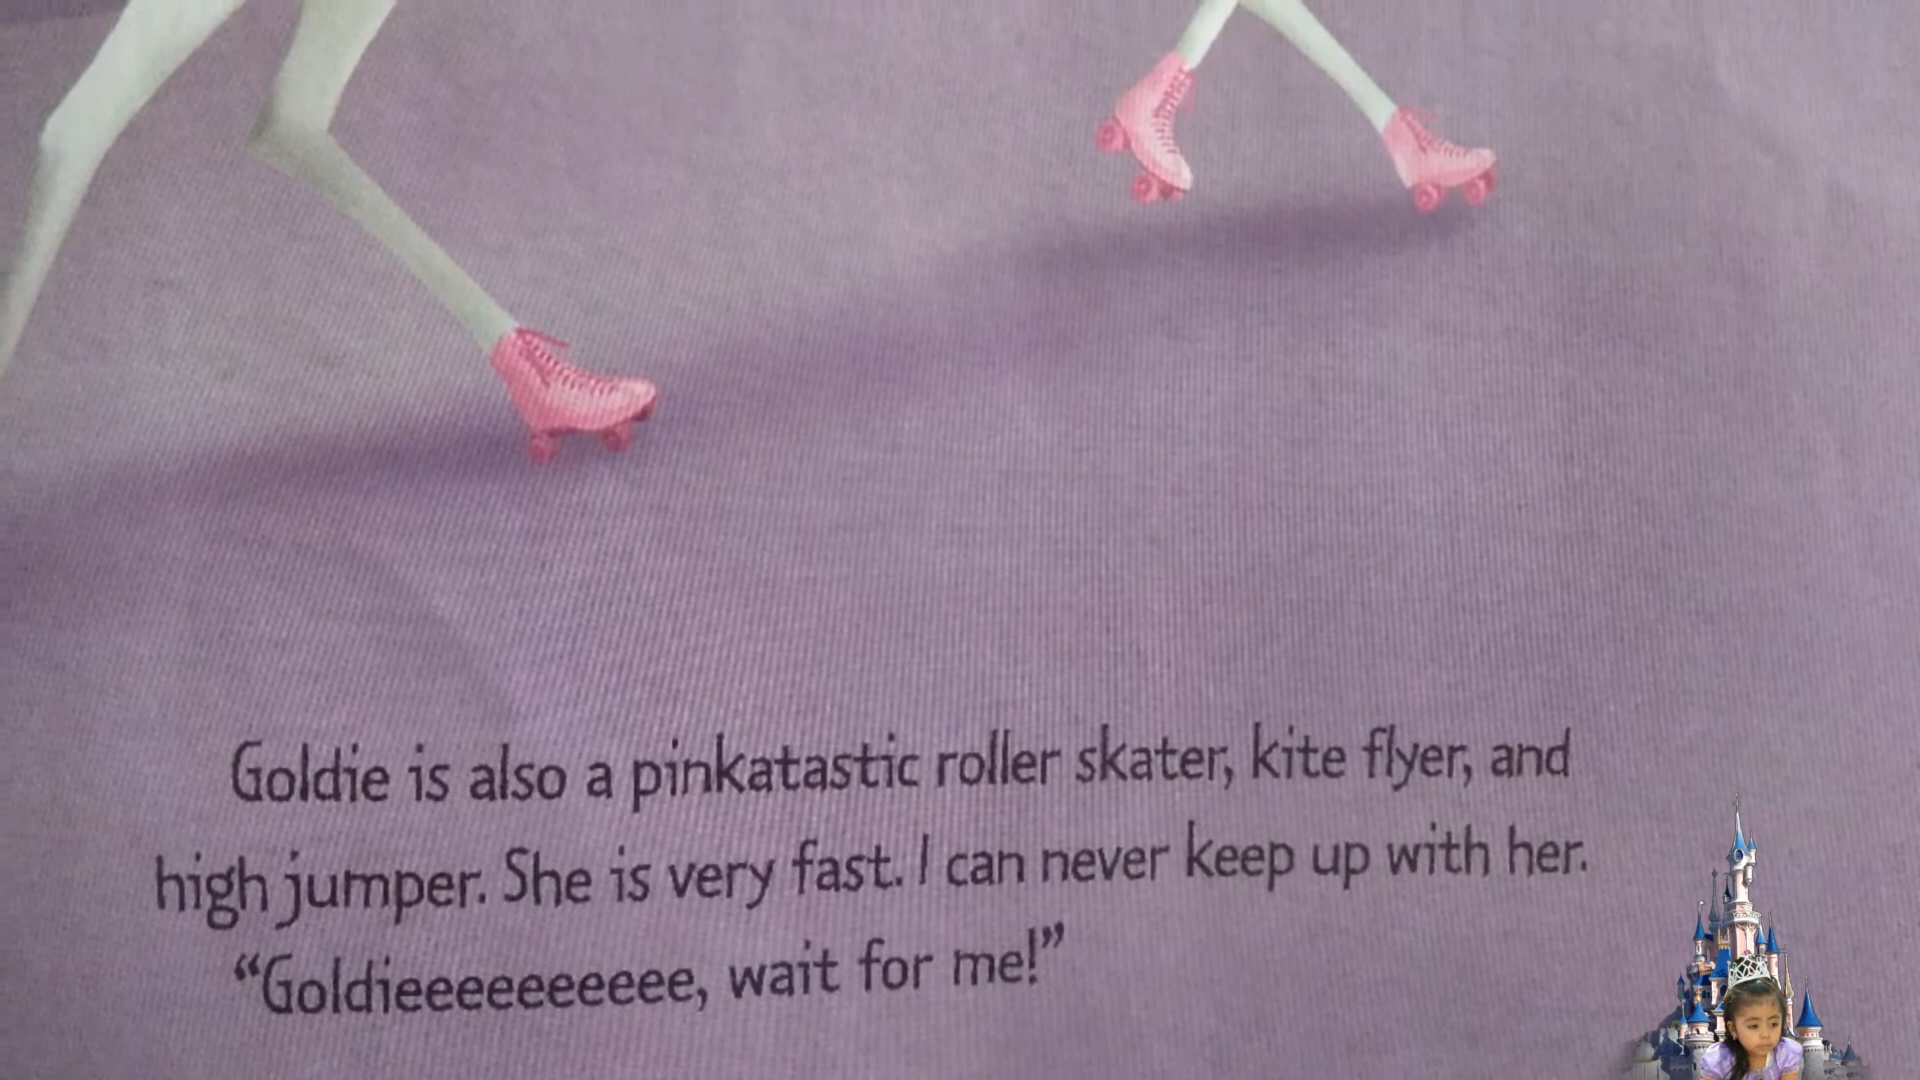 Goldie is also a pinkatastic roller skater, kite flyer, and
high jumper. She is very fast. I can never keep up with her.
“Goldieeeeeeeeeee, wait for me!”